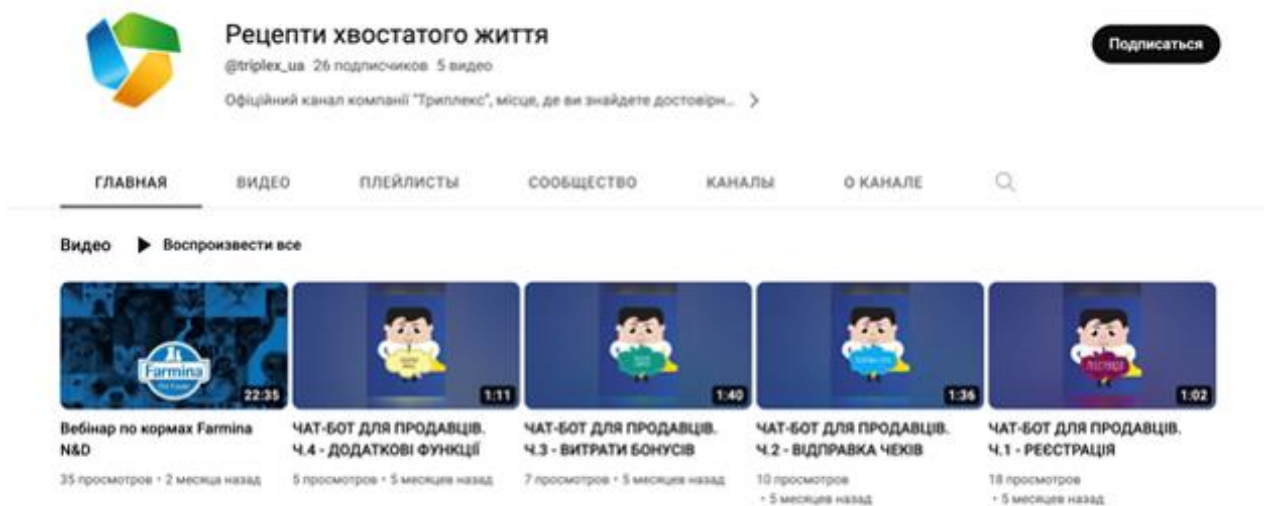 Рецепти хвостатого життя
Подписаться
@triplex_ua 26 подписчиков 5 видео
Офіційний канал компанії "Триплекс", місце, де ви знайдете достовірн...
ГЛАВНАЯ ВИДЕО ПЛЕЙЛИСТЫ СООБЩЕСТВО КАНАЛЫ О КАНАЛЕ
Видео Воспроизвести все
Farmina
22:35 1:11 1:40 1:36 1:02
Вебінар по кормах Farmina
N&D
35 просмотров • 2 месяца назад
ЧАТ-БОТ ДЛЯ ПРОДАВЦІВ.
Ч.4 - ДОДАТКОВІ ФУНКЦІЇ
5 просмотров • 5 месяцев назад
ЧАТ-БОТ ДЛЯ ПРОДАВЦІВ.
Ч.3 - ВИТРАТИ БОНУСІВ
7 просмотров • 5 месяцев назад
ЧАТ-БОТ ДЛЯ ПРОДАВЦІВ.
Ч.2 - ВІДПРАВКА ЧЕКІВ
10 просмотров
• 5 месяцев назад
ЧАТ-БОТ ДЛЯ ПРОДАВЦІВ.
Ч.1 - РЕЄСТРАЦІЯ
18 просмотров
• 5 месяцев назад